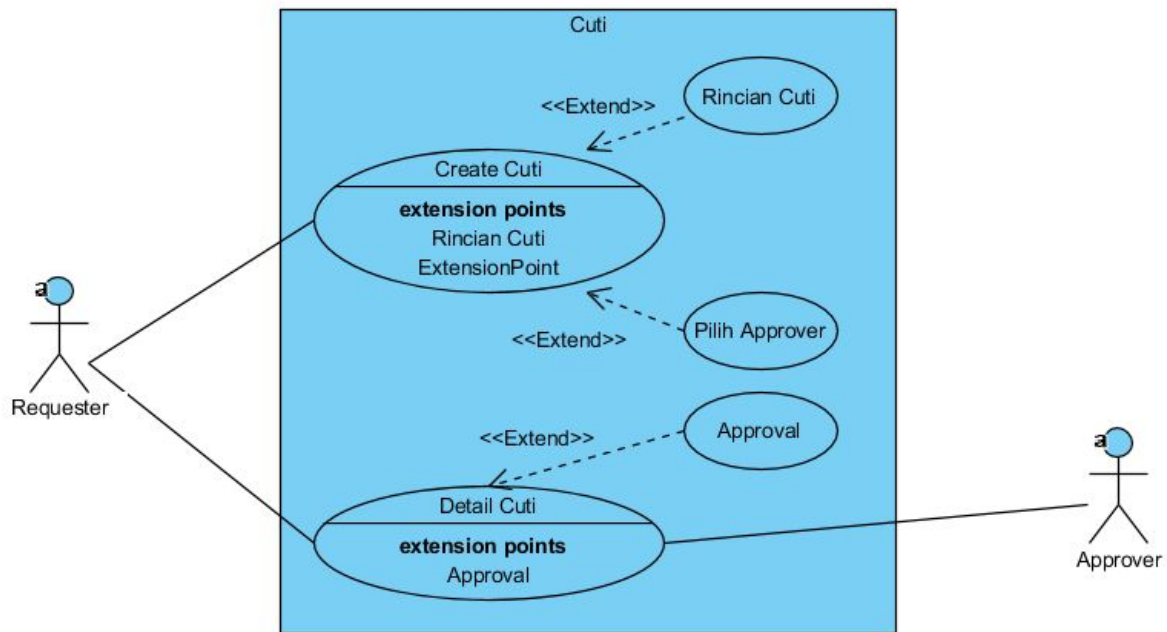 Cuti
Rincian Cuti
<<Extend>>
Create Cuti
extension points
Rincian Cuti
ExtensionPoint
a
Requester
Pilih Approver
<<Extend>>
Approval
<<Extend>>
Detail Cuti
extension points
Approval
a
Approver